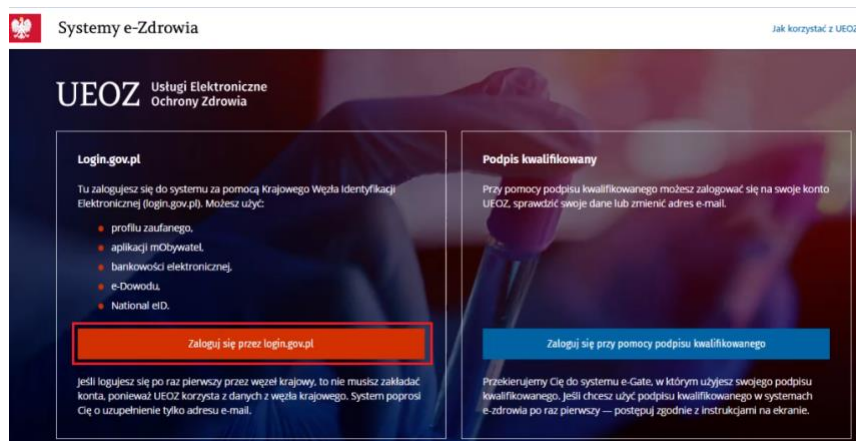 Systemy e-Zdrowia
Jak korzystać z UEOZ
UEOZ Usługi Elektroniczne
Ochrony Zdrowia
Login.gov.pl
Tu zalogujesz się do systemu za pomocą Krajowego Węzła Identyfikacji
Elektronicznej (login.gov.pl). Możesz użyć:
profilu zaufanego,
aplikacji mObywatel,
bankowości elektronicznej,
e-Dowodu,
National eID.
Zaloguj się przez login.gov.pl
Jeśli logujesz się po raz pierwszy przez węzeł krajowy, to nie musisz zakładać
konta, ponieważ UEOZ korzysta z danych z węzła krajowego. System poprosi
Cię o uzupełnienie tylko adresu e-mail.
Podpis kwalifikowany
Przy pomocy podpisu kwalifikowanego możesz zalogować się na swoje konto
UEOZ, sprawdzić swoje dane lub zmienić adres e-mail.
Zaloguj się przy pomocy podpisu kwalifikowanego
Przekierujemy Cię do systemu e-Gate, w którym użyjesz swojego podpisu
kwalifikowanego. Jeśli chcesz użyć podpisu kwalifikowanego w systemach
e-zdrowia po raz pierwszy — postępuj zgodnie z instrukcjami na ekranie.